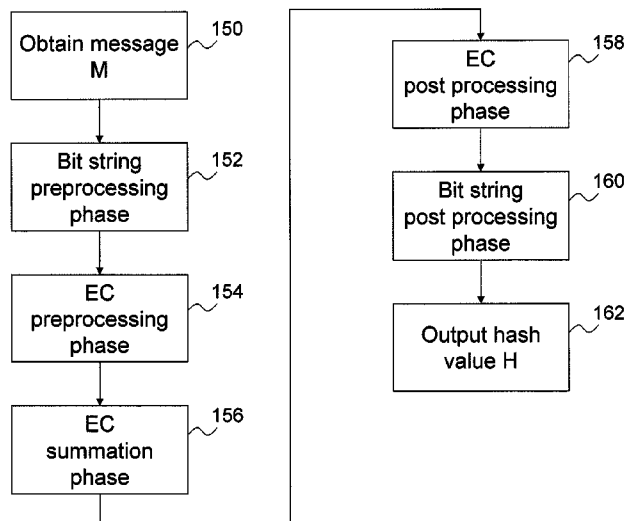 Obtain message
M
150
Bit string
preprocessing
phase
152
EC
preprocessing
phase
154
EC
summation
phase
156
EC
post processing
phase
158
Bit string
post processing
phase
160
Output hash
value H
162